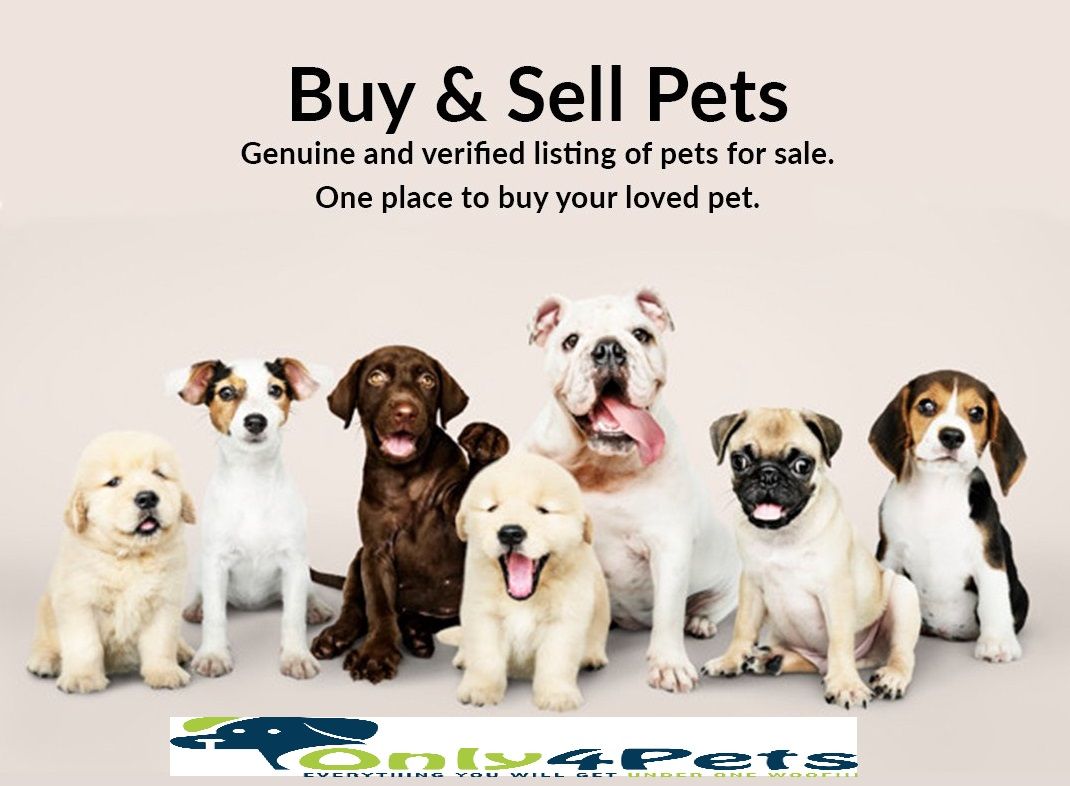 Buy & Sell Pets
Genuine and verified listing of pets for sale.
One place to buy your loved pet.
Only4Pets
EVERYTHING YOU WILL GET UNDER ONE WOOF!!!